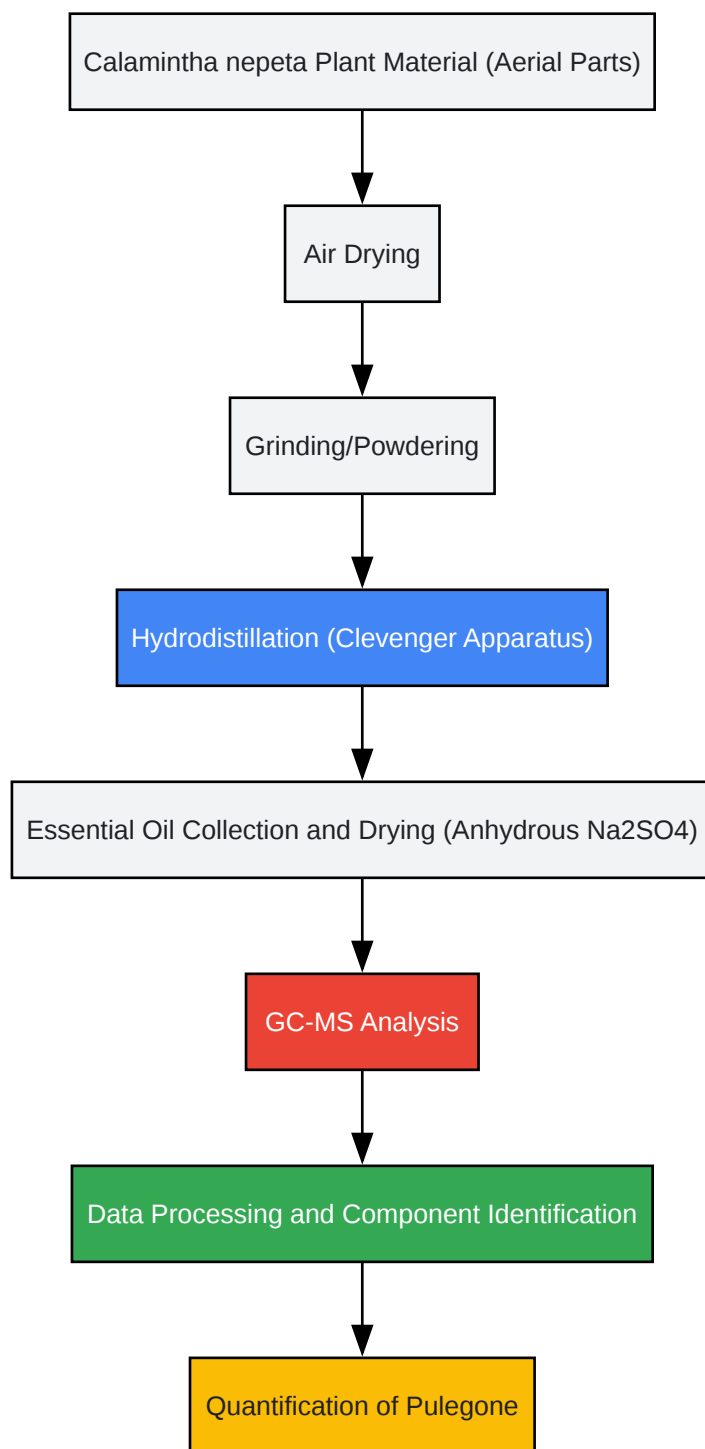 Calamintha nepeta Plant Material (Aerial Parts)
Air Drying
Grinding/Powdering
Hydrodistillation (Clevenger Apparatus)
Essential Oil Collection and Drying (Anhydrous Na2SO4)
GC-MS Analysis
Data Processing and Component Identification
Quantification of Pulegone